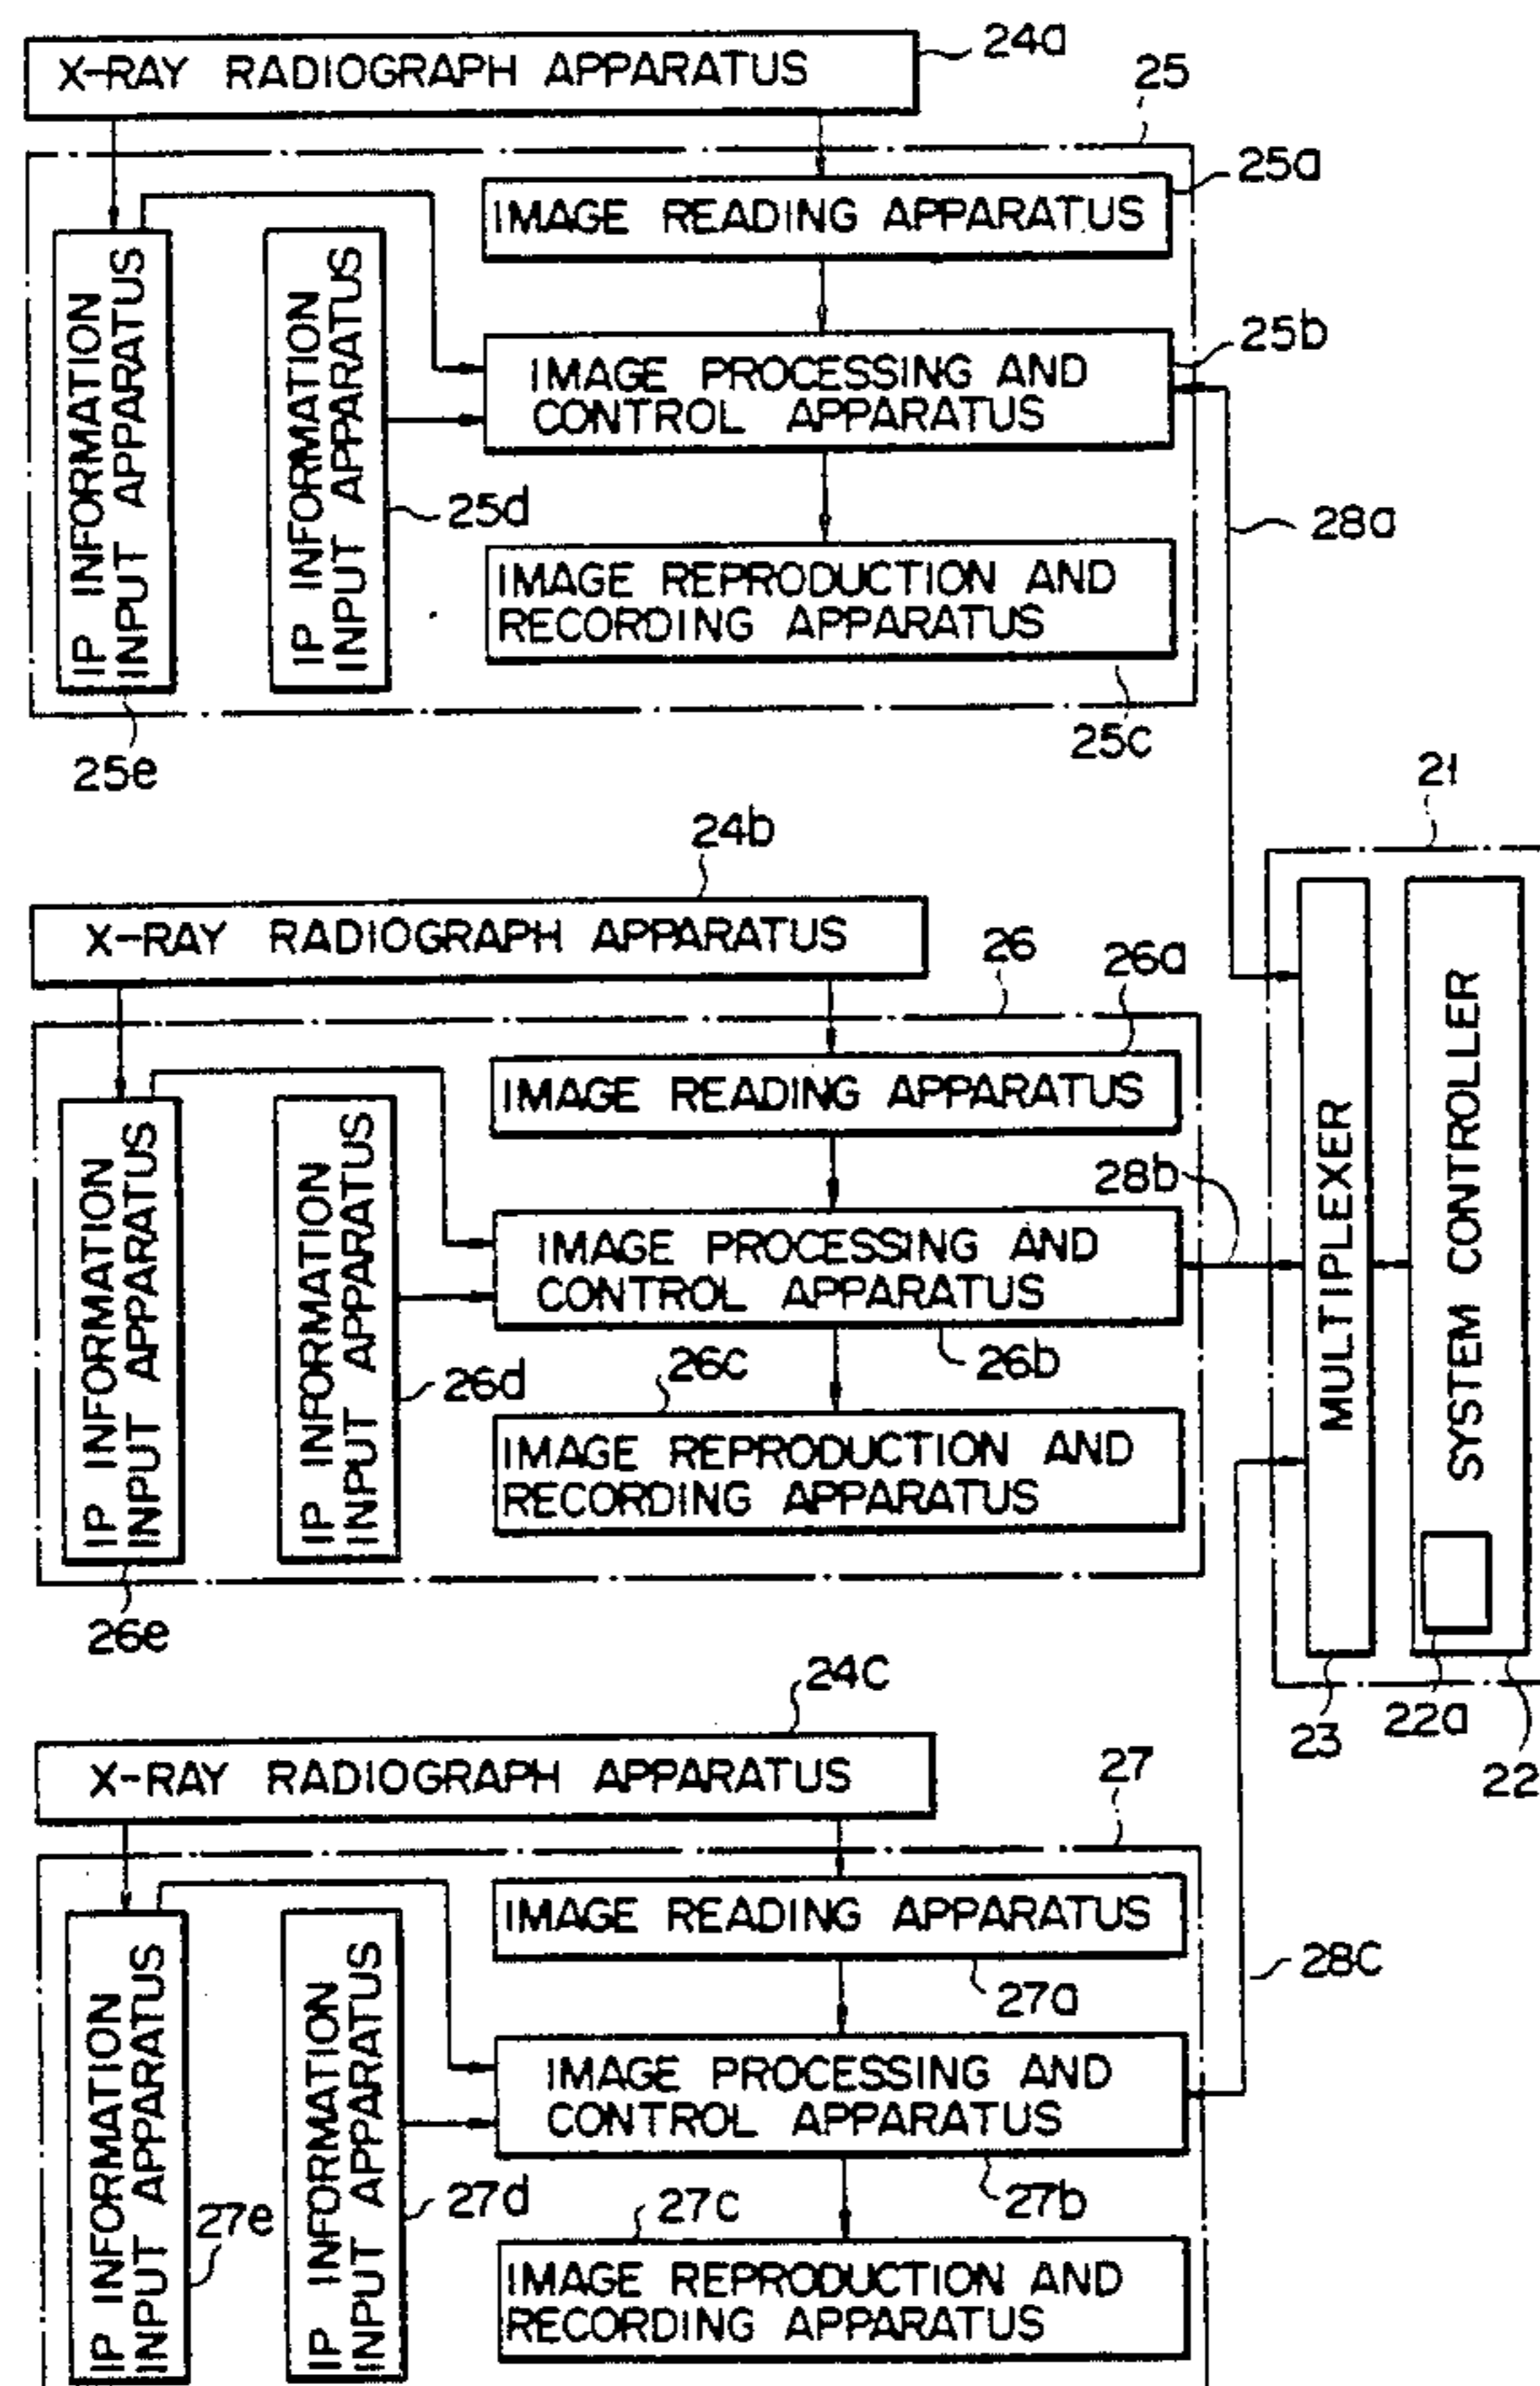 24a
X-RAY RADIOGRAPH APPARATUS
25
25a
IMAGE READING APPARATUS
25b
IMAGE PROCESSING AND
CONTROL APPARATUS
IP INFORMATION
INPUT APPARATUS
IP INFORMATION
INPUT APPARATUS
25d
28a
IMAGE REPRODUCTION AND
RECORDING APPARATUS
25c
25e
21
24b
X-RAY RADIOGRAPH APPARATUS
26
26a
IMAGE READING APPARATUS
28b
IP INFORMATION
INPUT APPARATUS
IP INFORMATION
INPUT APPARATUS
IMAGE PROCESSING AND
CONTROL APPARATUS
MULTIPLEXER
SYSTEM CONTROLLER
26c
26b
26d
IMAGE REPRODUCTION AND
RECORDING APPARATUS
26e
23
22a
22
24c
X-RAY RADIOGRAPH APPARATUS
27
IMAGE READING APPARATUS
28c
27a
IP INFORMATION
INPUT APPARATUS
IP INFORMATION
INPUT APPARATUS
IMAGE PROCESSING AND
CONTROL APPARATUS
27e
27d
27c
27b
IMAGE REPRODUCTION AND
RECORDING APPARATUS